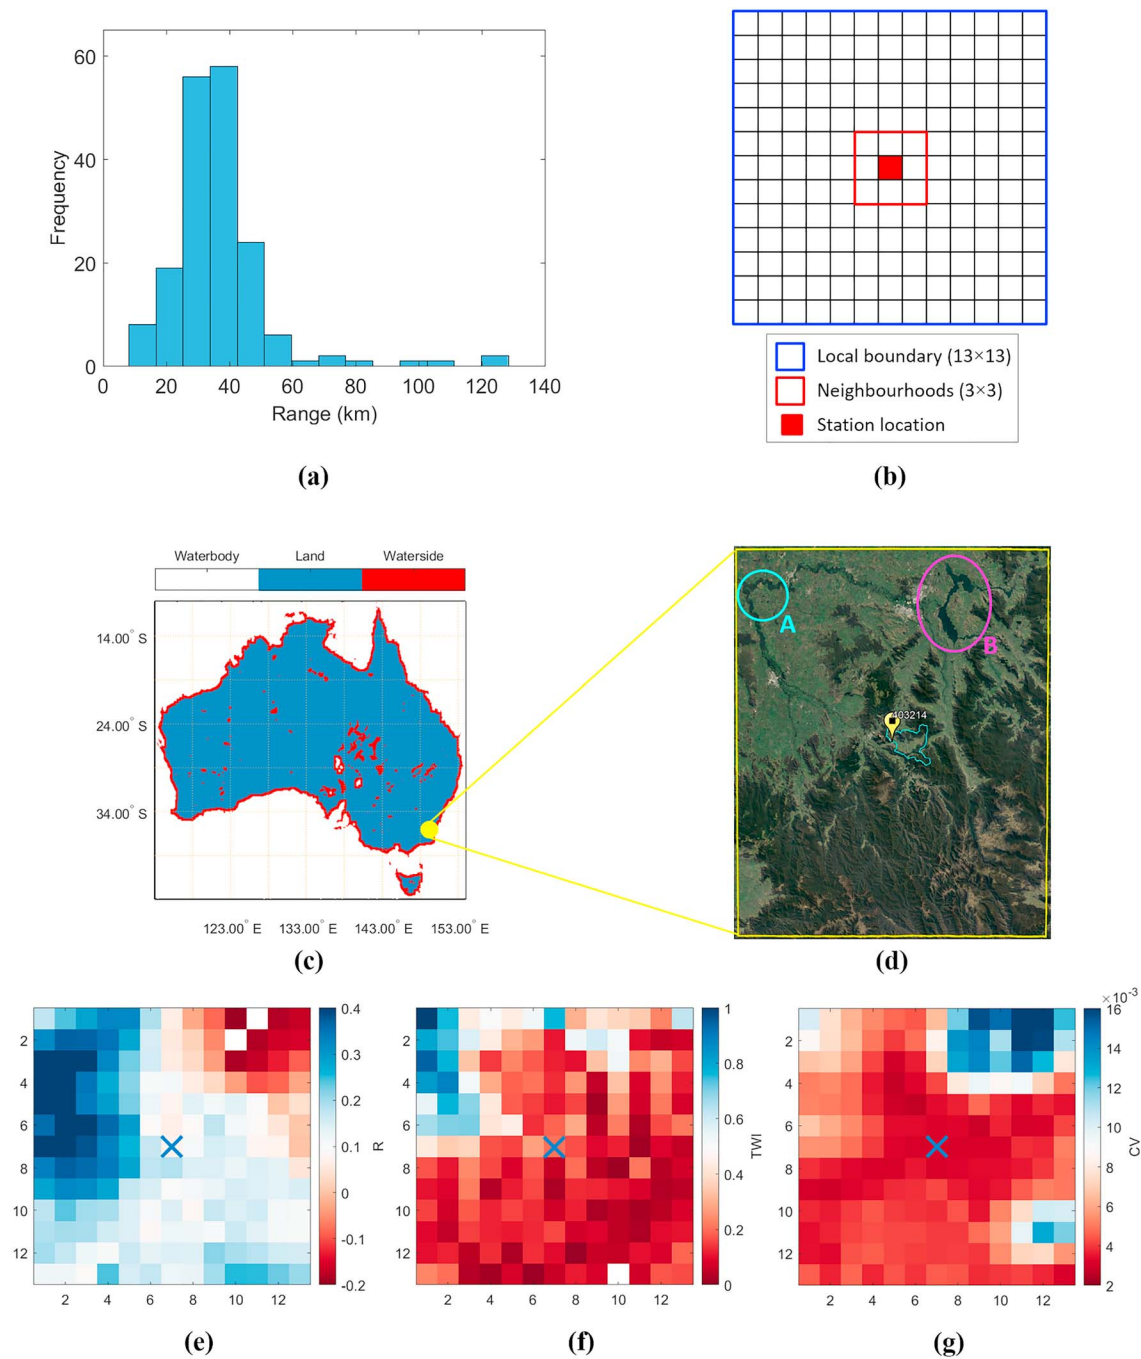 60
40
20
0
Frequency
0 20 40 60 80 100 120 140
Range (km)
(a)
Local boundary (13×13)
Neighbourhoods (3×3)
Station location
(b)
Waterbody Land Waterside
14.00° S
24.00° S
34.00° S
123.00° E 133.00° E 143.00° E 153.00° E
(c)
A
B
403214
(d)
2
4
6
8
10
12
2 4 6 8 10 12
0.4
0.3
0.2
0.1
0
-0.1
-0.2
R
(e)
2
4
6
8
10
12
2 4 6 8 10 12
1
0.8
0.6
0.4
0.2
0
TWI
(f)
2
4
6
8
10
12
2 4 6 8 10 12
×10⁻³
16
14
12
10
8
6
4
2
CV
(g)